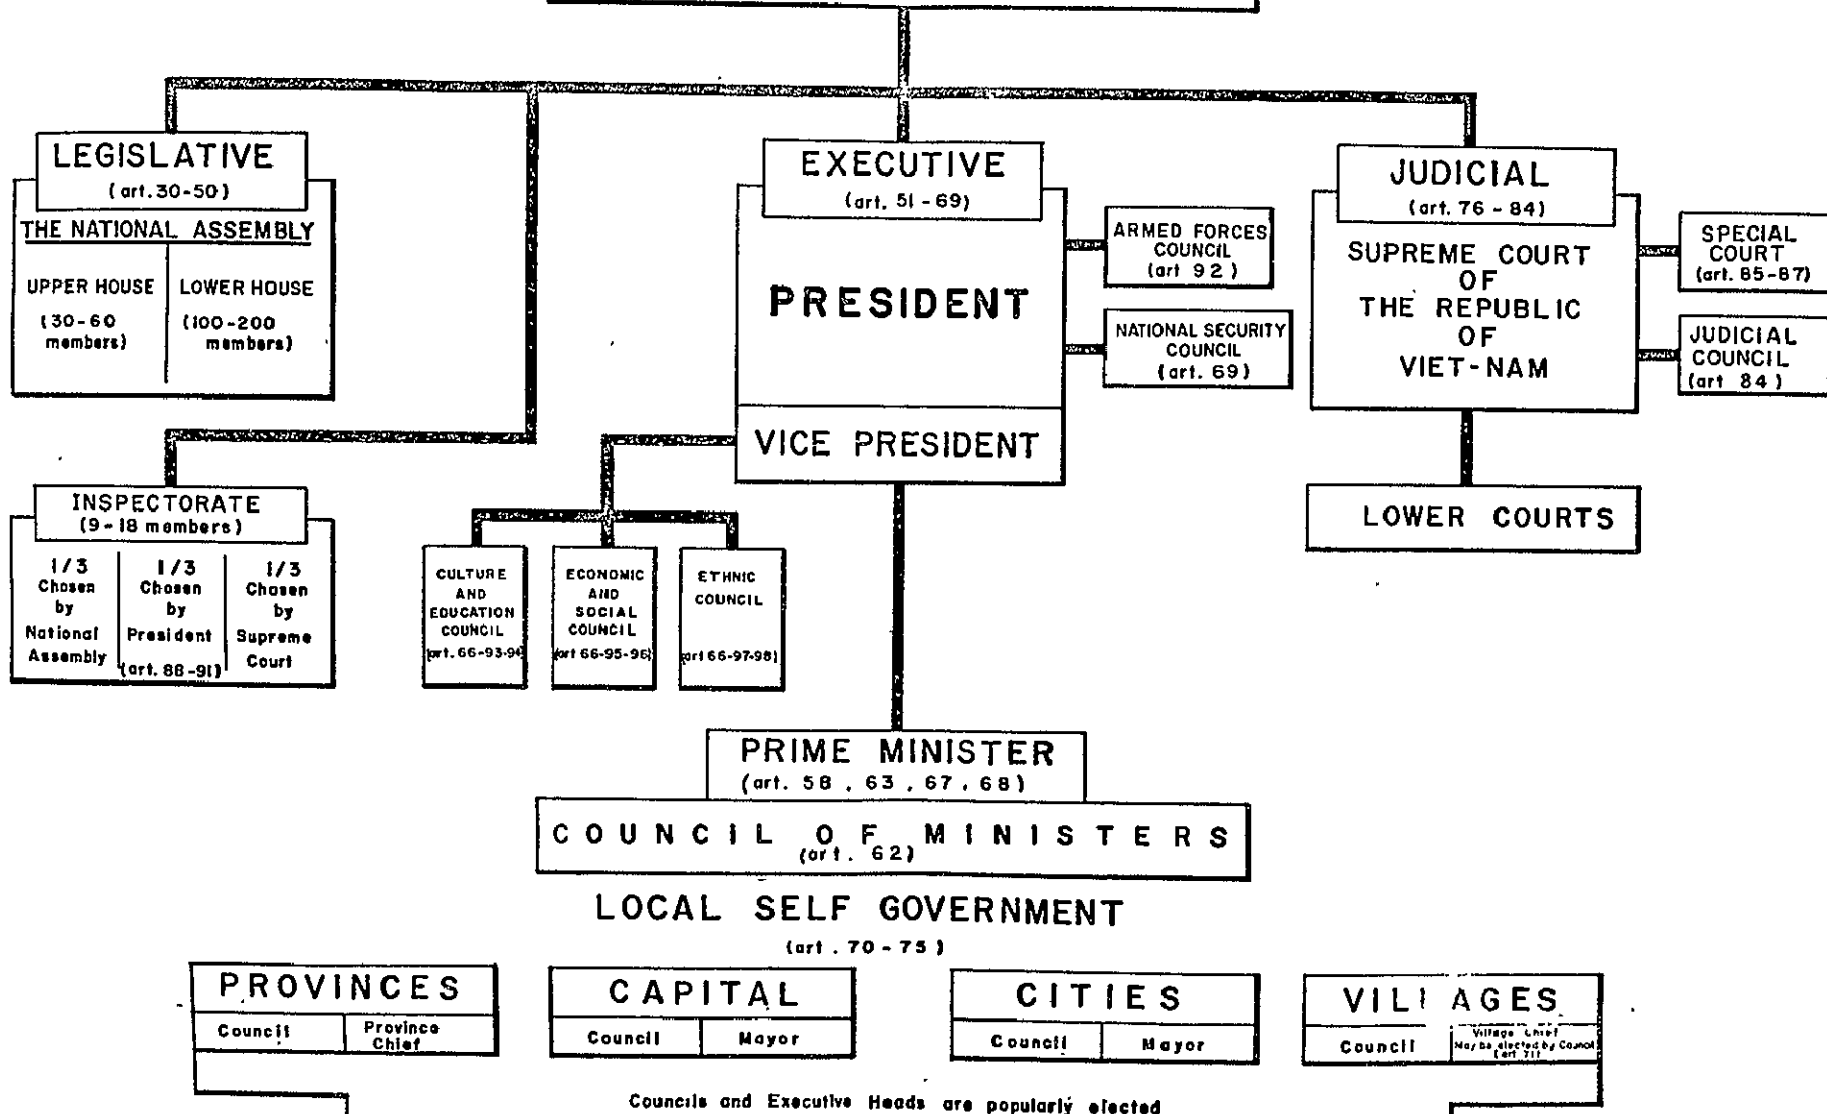 LEGISLATIVE
(art.30-50)
THE NATIONAL ASSEMBLY
UPPER HOUSE
(30-60
members)
LOWER HOUSE
(100-200
members)
EXECUTIVE
(art. 51-69)
PRESIDENT
VICE PRESIDENT
ARMED FORCES
COUNCIL
(art 92)
NATIONAL SECURITY
COUNCIL
(art. 69)
JUDICIAL
(art. 76-84)
SUPREME COURT
OF
THE REPUBLIC
OF
VIET-NAM
SPECIAL
COURT
(art. 85-87)
JUDICIAL
COUNCIL
(art 84)
LOWER COURTS
INSPECTORATE
(9-18 members)
1/3
Chosen
by
National
Assembly
1/3
Chosen
by
President
(art. 88-91)
1/3
Chosen
by
Supreme
Court
CULTURE
AND
EDUCATION
COUNCIL
(art. 66-93-94)
ECONOMIC
AND
SOCIAL
COUNCIL
(art 66-95-96)
ETHNIC
COUNCIL
(art 66-97-98)
PRIME MINISTER
(art. 58, 63, 67, 68)
COUNCIL OF MINISTERS
(art. 62)
LOCAL SELF GOVERNMENT
(art. 70-75)
PROVINCES
Council
Province
Chief
CAPITAL
Council
Mayor
CITIES
Council
Mayor
VILLAGES
Council
Village Chief
May be elected by Council
(art 71)
Councils and Executive Heads are popularly elected